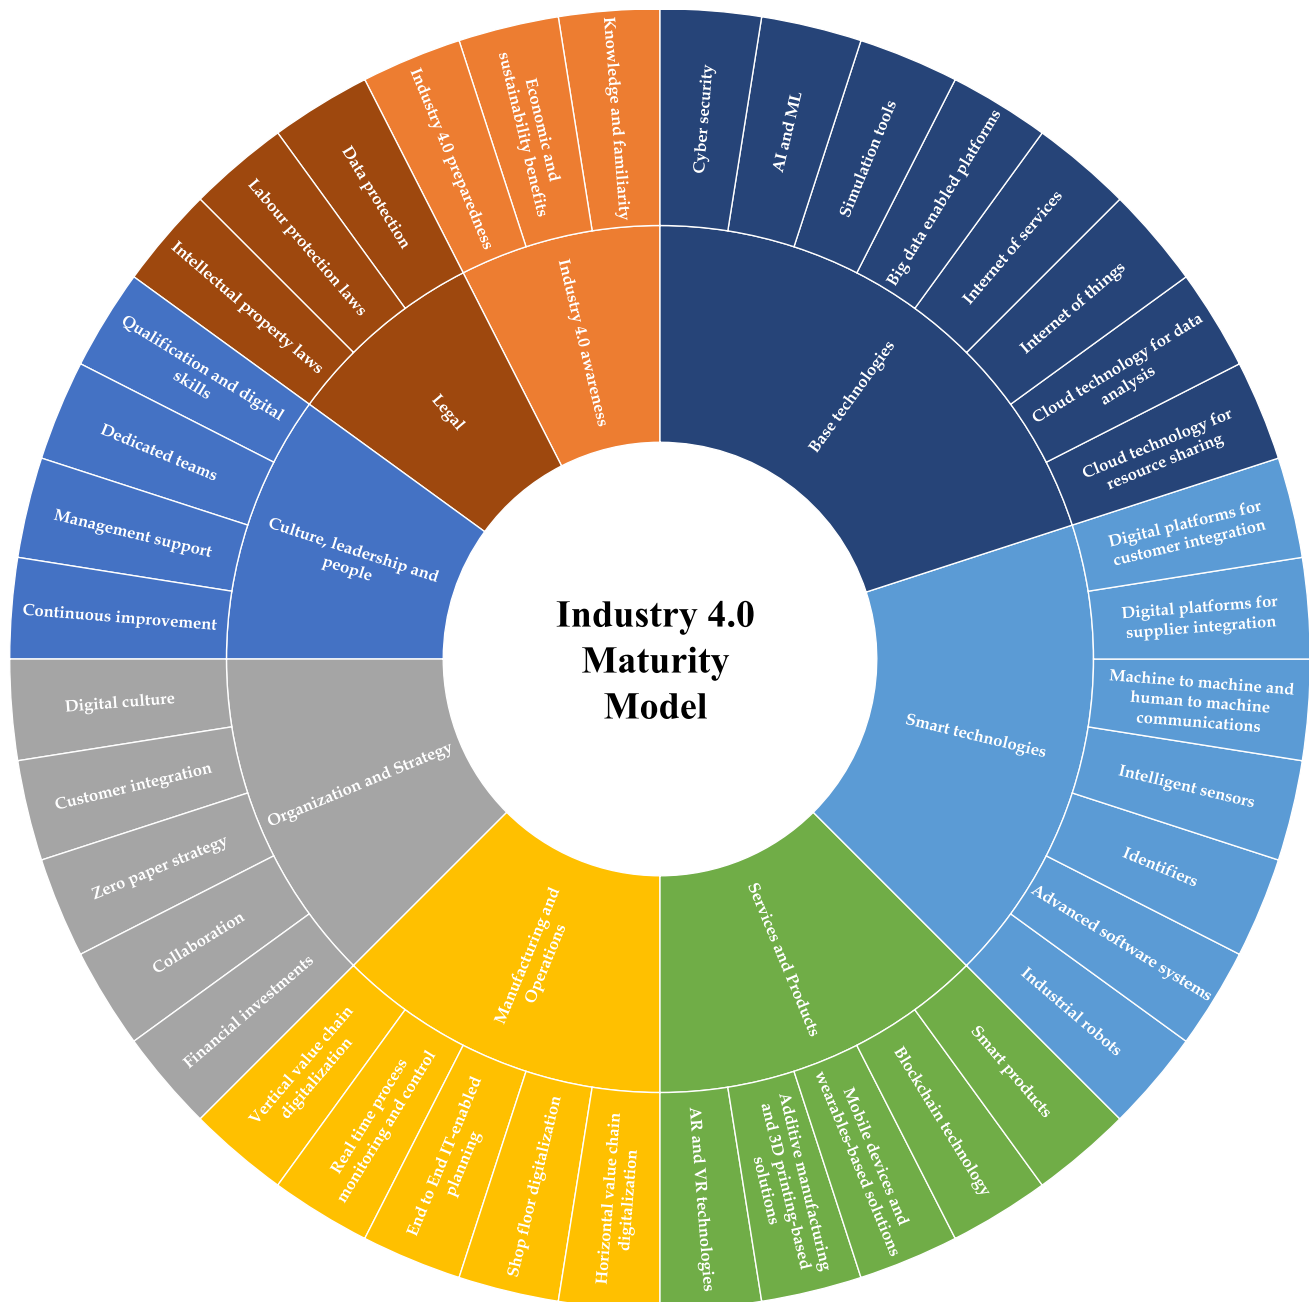 Industry 4.0
Maturity
Model
Base technologies
Cyber security
AI and ML
Simulation tools
Big data enabled platforms
Internet of services
Internet of things
Cloud technology for data
analysis
Cloud technology for
resource sharing
Smart technologies
Digital platforms for
customer integration
Digital platforms for
supplier integration
Machine to machine and
human to machine
communications
Intelligent sensors
Identifiers
Advanced software systems
Industrial robots
Services and Products
Smart products
Blockchain technology
Mobile devices and
wearables-based solutions
Additive manufacturing
and 3D printing-based
solutions
AR and VR technologies
Manufacturing and
Operations
Horizontal value chain
digitalization
Shop floor digitalization
End to End IT-enabled
planning
Real time process
monitoring and control
Vertical value chain
digitalization
Organization and Strategy
Financial investments
Collaboration
Zero paper strategy
Customer integration
Digital culture
Culture, leadership and
people
Continuous improvement
Management support
Dedicated teams
Qualification and digital
skills
Legal
Intellectual property laws
Labour protection laws
Data protection
Industry 4.0 awareness
Industry 4.0 preparedness
Economic and
sustainability benefits
Knowledge and familiarity